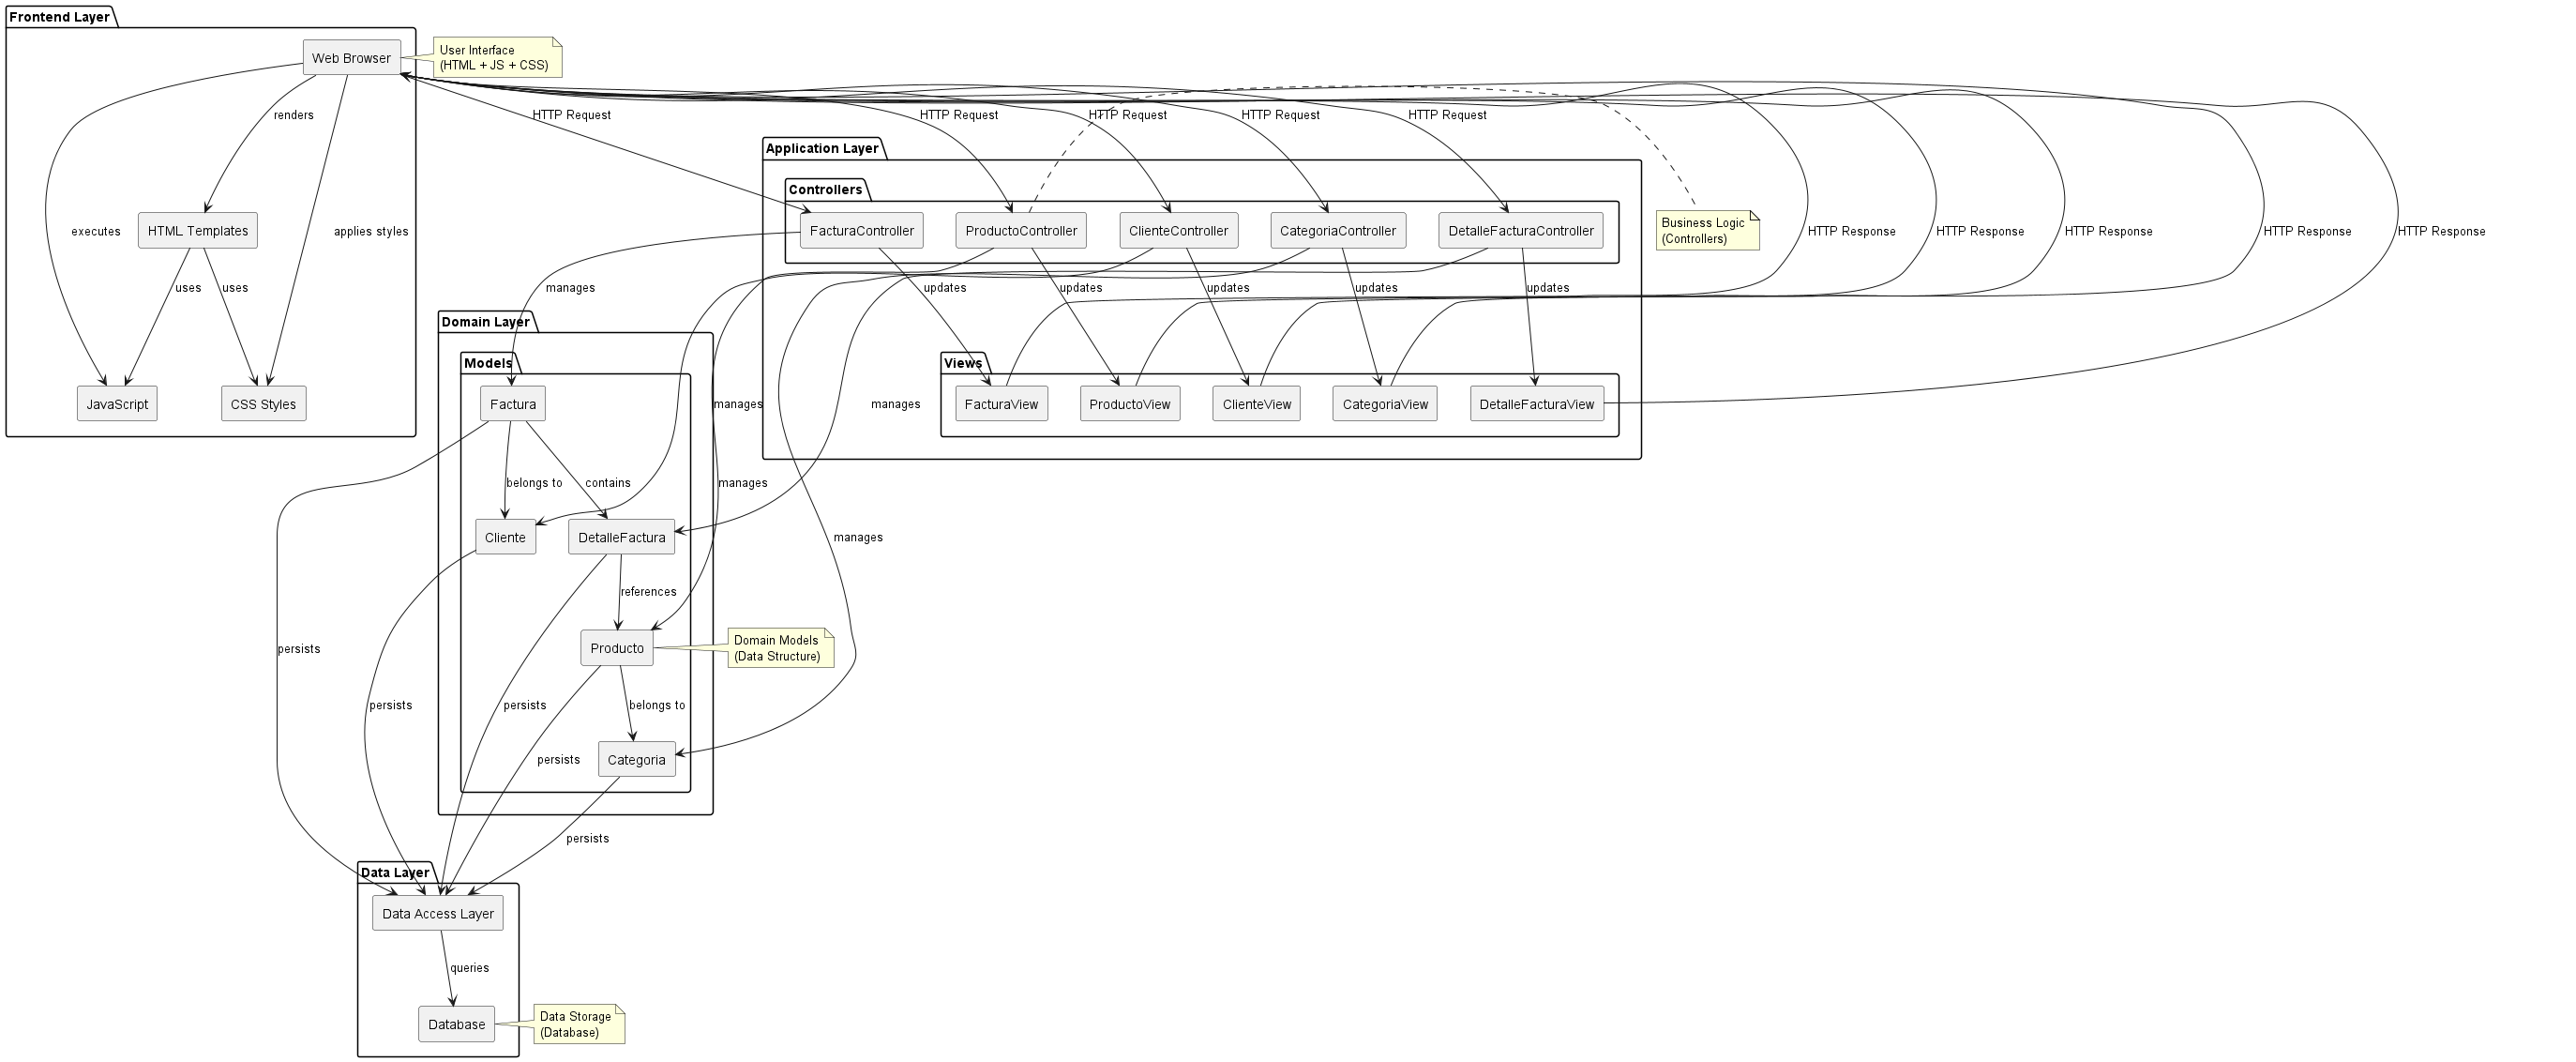 Frontend Layer
Web Browser
User Interface
(HTML + JS + CSS)
HTTP Request
HTTP Request
HTTP Request
HTTP Request
HTTP Request
renders
Application Layer
Controllers
HTML Templates
FacturaController
ProductoController
ClienteController
CategoriaController
DetalleFacturaController
Business Logic
(Controllers)
executes
applies styles
HTTP Response
HTTP Response
HTTP Response
HTTP Response
HTTP Response
uses
uses
manages
updates
updates
updates
updates
updates
Domain Layer
Models
Views
JavaScript
CSS Styles
Factura
manages
manages
FacturaView
ProductoView
ClienteView
CategoriaView
DetalleFacturaView
belongs to
contains
manages
Cliente
DetalleFactura
manages
references
persists
Producto
Domain Models
(Data Structure)
persists
persists
belongs to
persists
Categoria
persists
Data Layer
Data Access Layer
queries
Database
Data Storage
(Database)